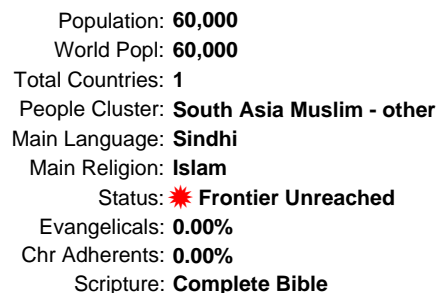 Population: 60,000
World Popl: 60,000
Total Countries: 1
People Cluster: South Asia Muslim - other
Main Language: Sindhi
Main Religion: Islam
Status: Frontier Unreached
Evangelicals: 0.00%
Chr Adherents: 0.00%
Scripture: Complete Bible